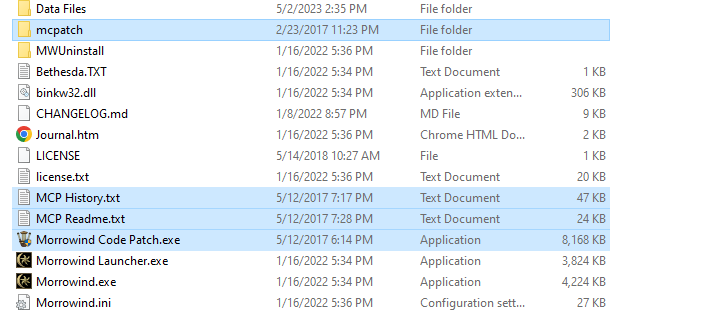 Data Files 5/2/2023 2:35 PM File folder
mcpatch 2/23/2017 11:23 PM File folder
MWUninstall 1/16/2022 5:36 PM File folder
Bethesda.TXT 1/16/2022 5:34 PM Text Document 1 KB
binkw32.dll 1/16/2022 5:34 PM Application exten... 306 KB
CHANGELOG.md 1/8/2022 8:57 PM MD File 9 KB
Journal.htm 1/16/2022 5:36 PM Chrome HTML Do... 2 KB
LICENSE 5/14/2018 10:27 AM File 1 KB
license.txt 1/16/2022 5:36 PM Text Document 20 KB
MCP History.txt 5/12/2017 7:17 PM Text Document 47 KB
MCP Readme.txt 5/12/2017 7:28 PM Text Document 24 KB
Morrowind Code Patch.exe 5/12/2017 6:14 PM Application 8,168 KB
Morrowind Launcher.exe 1/16/2022 5:34 PM Application 3,824 KB
Morrowind.exe 1/16/2022 5:34 PM Application 4,224 KB
Morrowind.ini 1/16/2022 5:36 PM Configuration sett... 27 KB